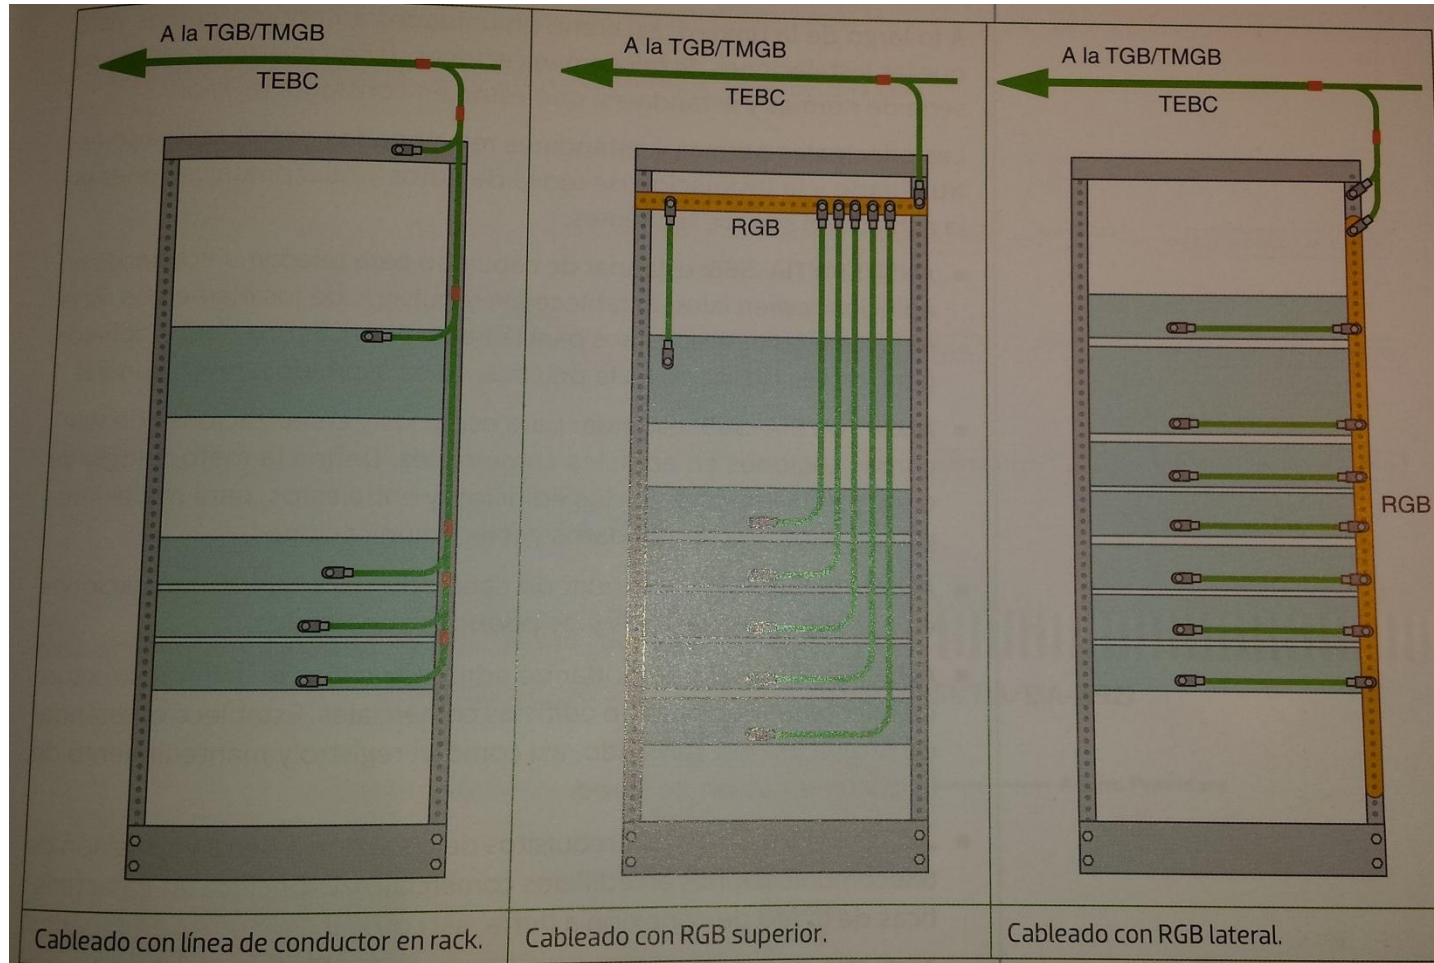 A la TGB/TMGB
TEBC
Cableado con línea de conductor en rack.
A la TGB/TMGB
TEBC
RGB
Cableado con RGB superior.
A la TGB/TMGB
TEBC
RGB
Cableado con RGB lateral.